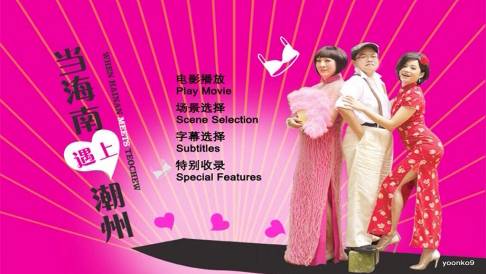 当海南
遇上
潮州
WHEN HAINAN MEETS TEOCHEW
电影播放
Play Movie
场景选择
Scene Selection
字幕选择
Subtitles
特别收录
Special Features
yoonko9